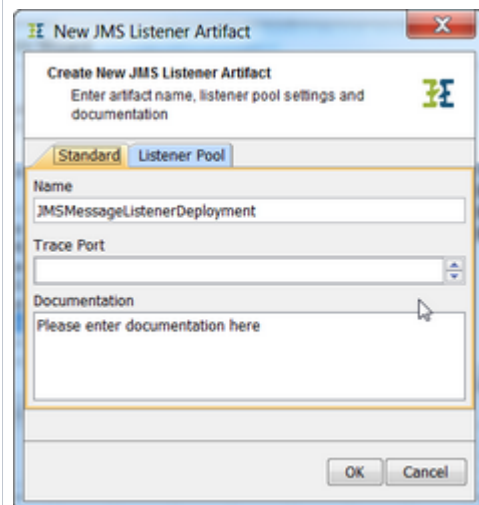 New JMS Listener Artifact
Create New JMS Listener Artifact
Enter artifact name, listener pool settings and
documentation
Standard Listener Pool
Name
JMSMessageListenerDeployment
Trace Port
Documentation
Please enter documentation here
OK Cancel